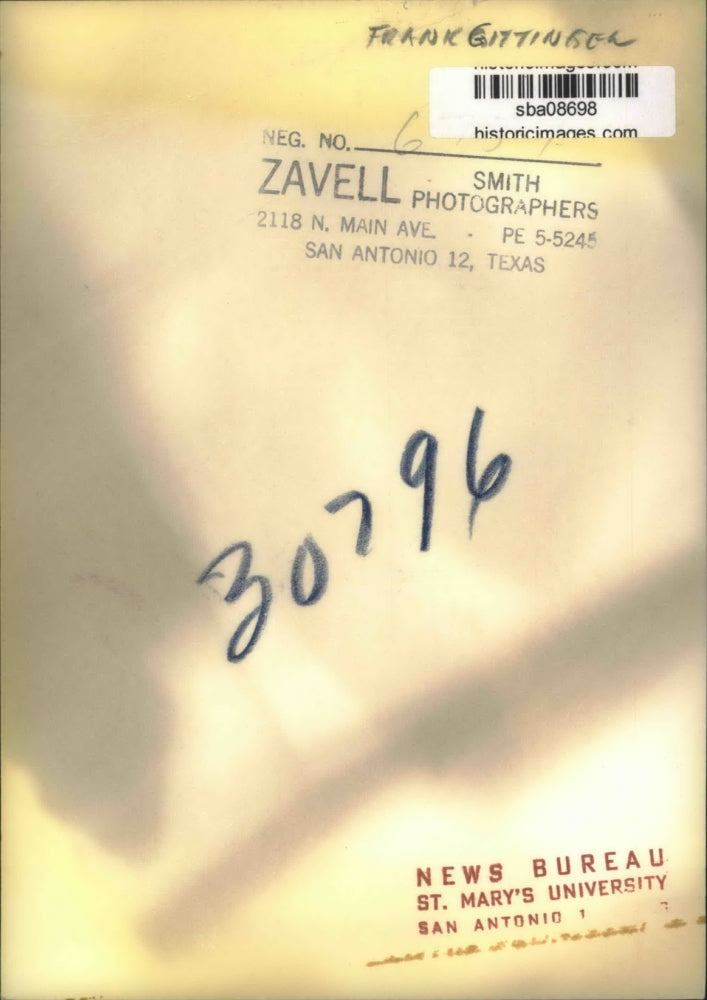 FRANK GITTINGER
sba08698
historicimages.com
NEG. NO.
ZAVELL SMITH
PHOTOGRAPHERS
2118 N. MAIN AVE. - PE 5-5245
SAN ANTONIO 12, TEXAS
30796
NEWS BUREAU
ST. MARY'S UNIVERSITY
SAN ANTONIO 1